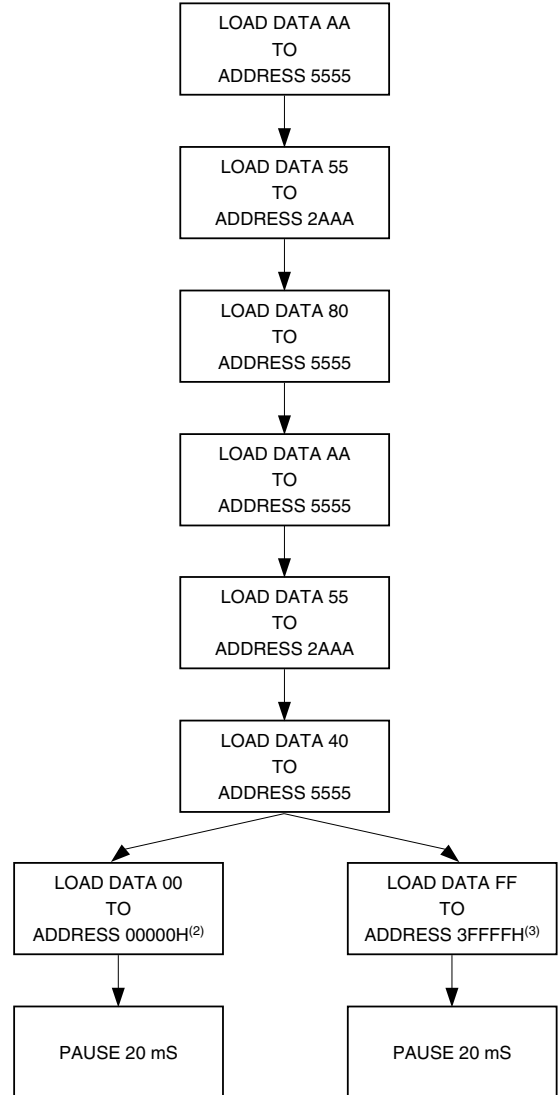 LOAD DATA AA
TO
ADDRESS 5555
LOAD DATA 55
TO
ADDRESS 2AAA
LOAD DATA 80
TO
ADDRESS 5555
LOAD DATA AA
TO
ADDRESS 5555
LOAD DATA 55
TO
ADDRESS 2AAA
LOAD DATA 40
TO
ADDRESS 5555
LOAD DATA 00
TO
ADDRESS 00000H(2)
LOAD DATA FF
TO
ADDRESS 3FFFFH(3)
PAUSE 20 mS
PAUSE 20 mS